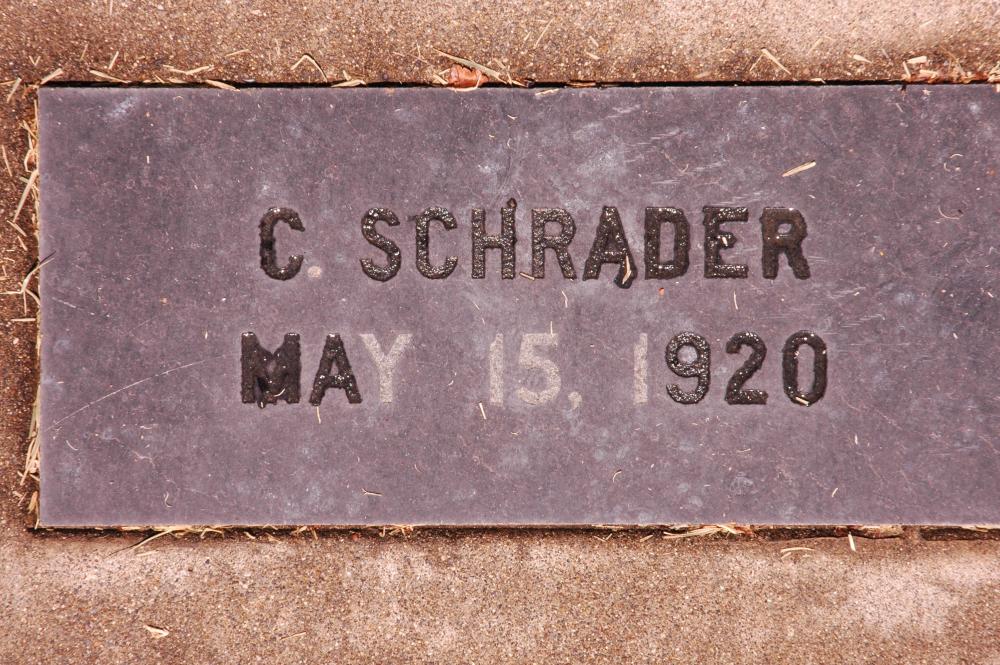 C SCHRADER
MAY 15, 1920